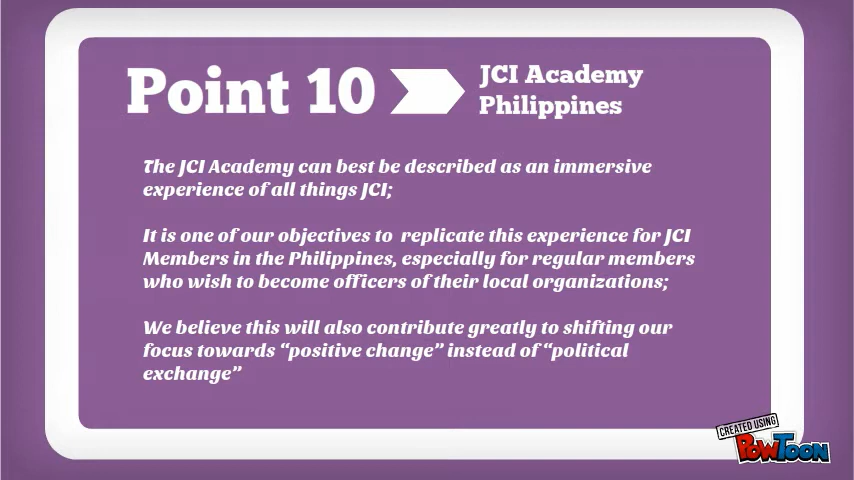 Point 10
JCI Academy
Philippines
The JCI Academy can best be described as an immersive
experience of all things JCI;
It is one of our objectives to  replicate this experience for JCI
Members in the Philippines, especially for regular members
who wish to become officers of their local organizations;
We believe this will also contribute greatly to shifting our
focus towards “positive change” instead of “political
exchange”
CREATED USING
POWTOON